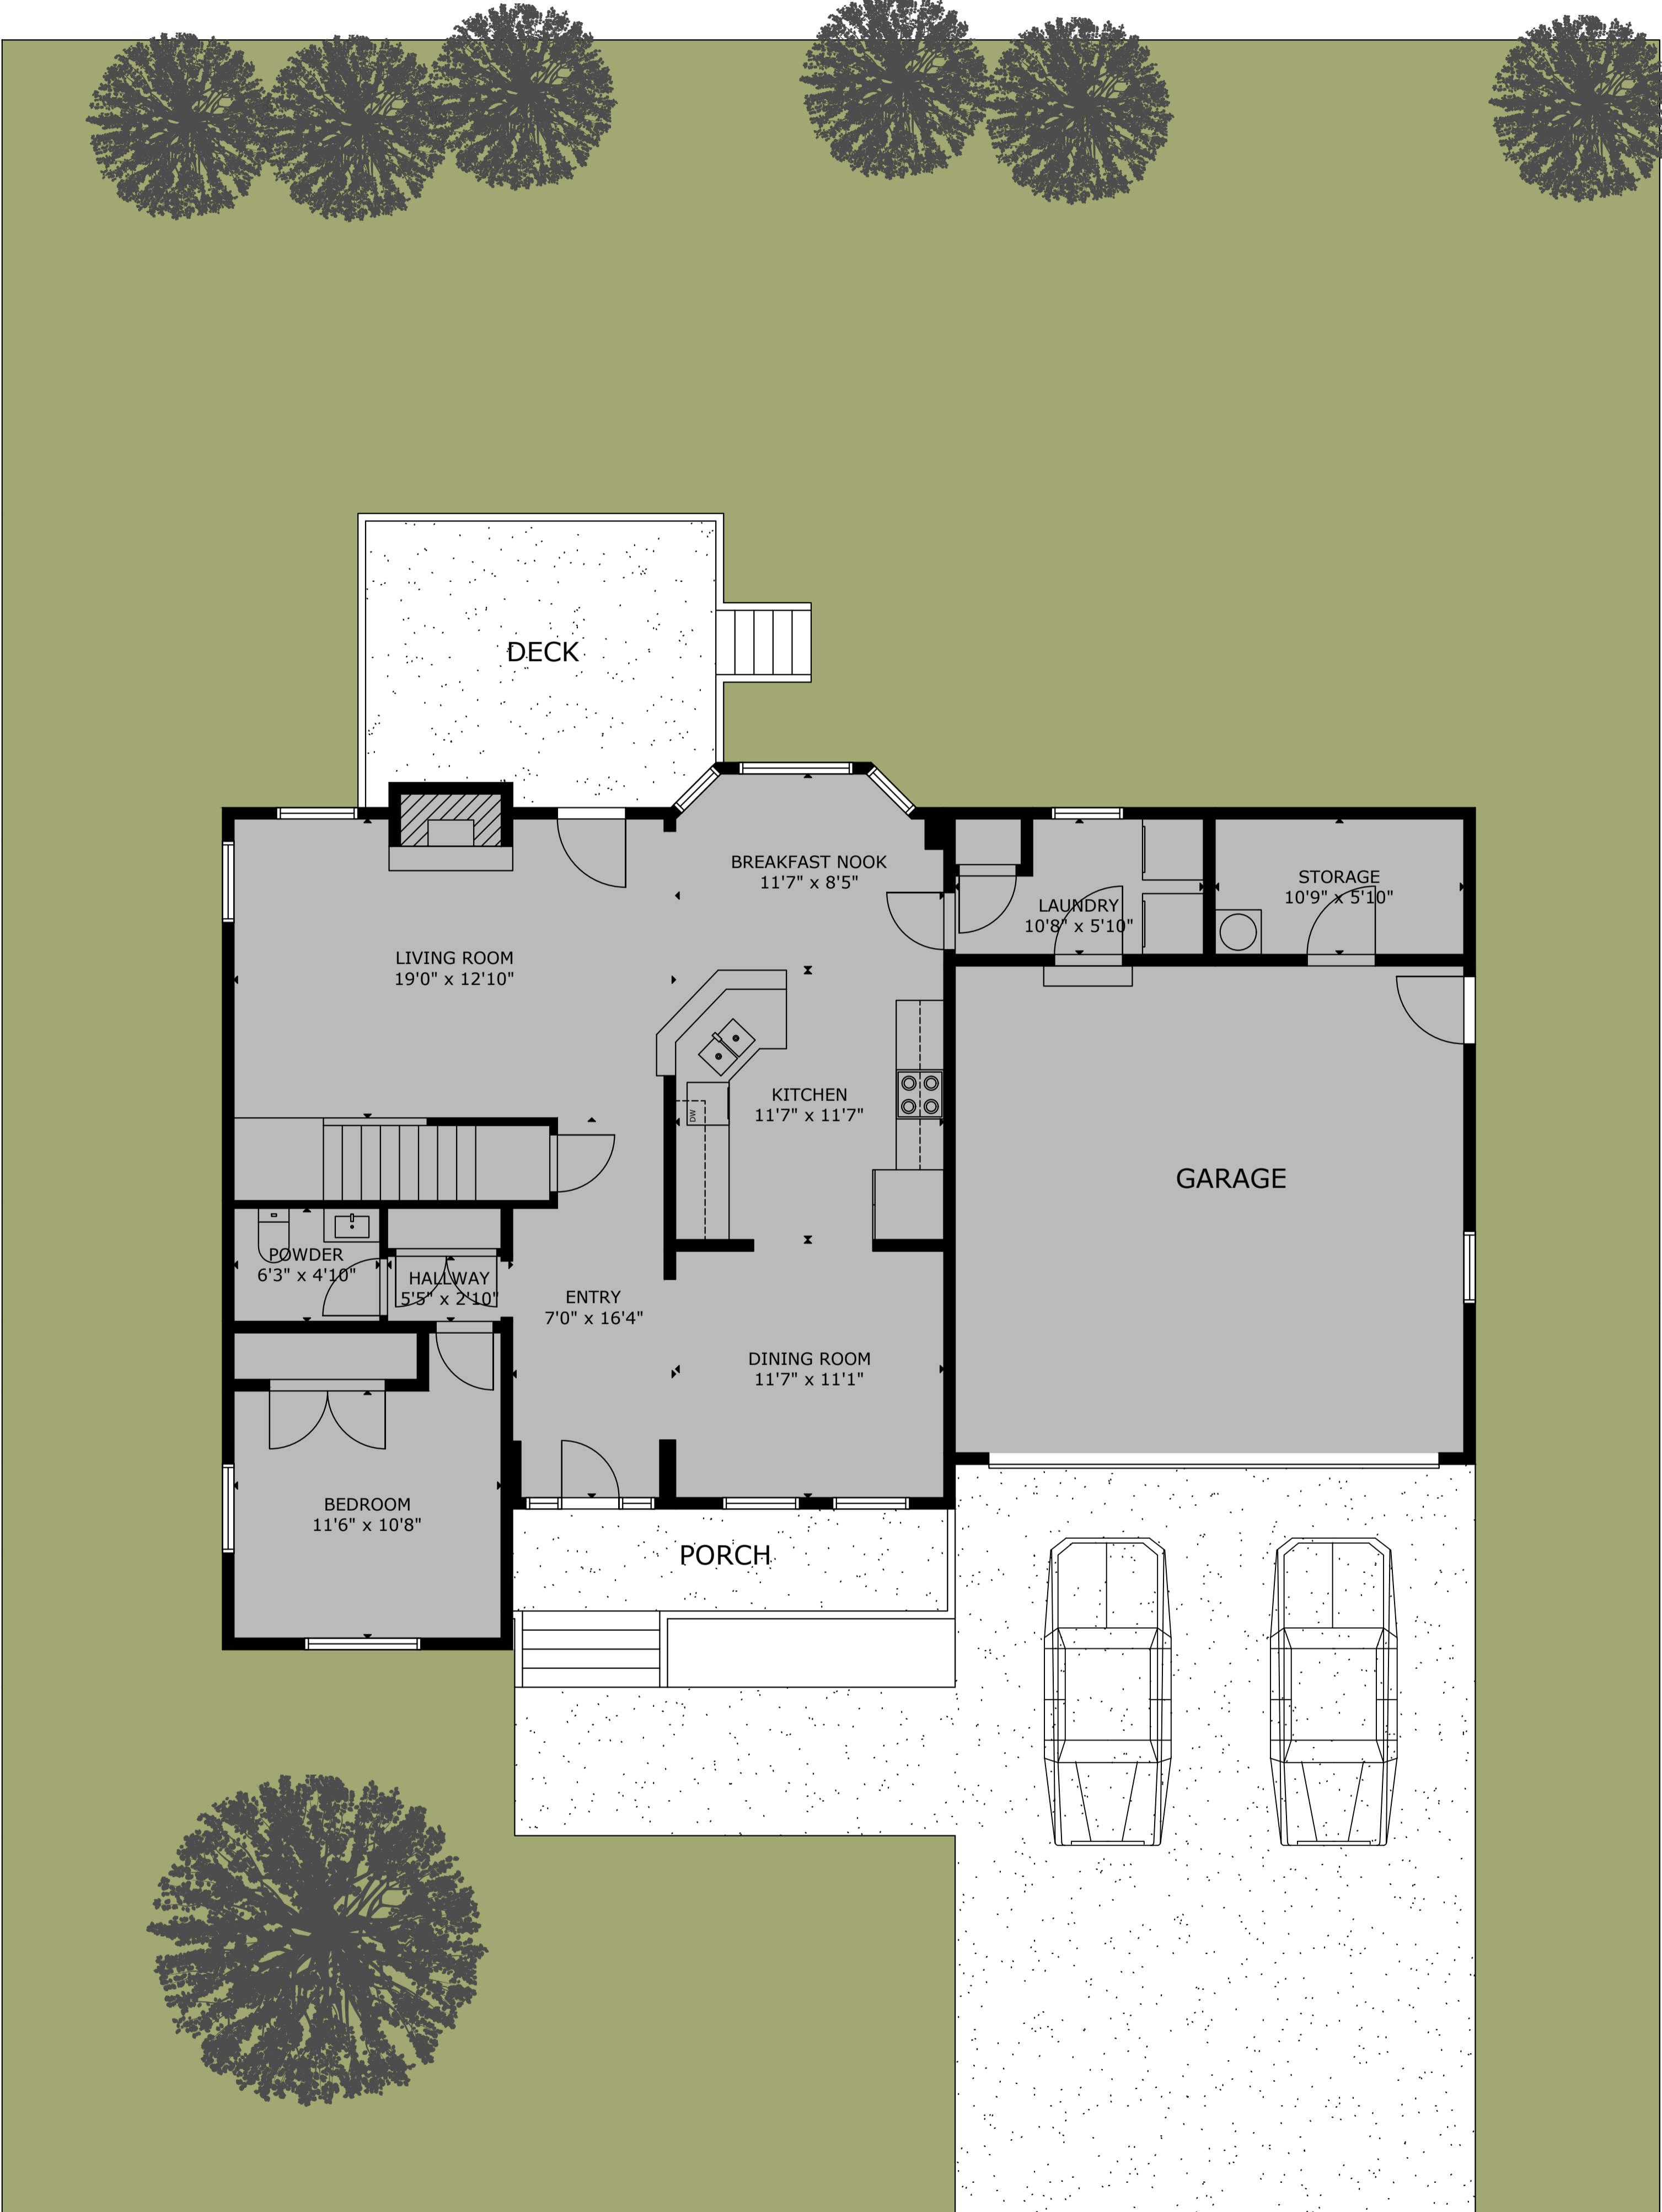 DECK
BREAKFAST NOOK
11'7" x 8'5"
STORAGE
10'9" x 5'10"
LAUNDRY
10'8" x 5'10"
LIVING ROOM
19'0" x 12'10"
KITCHEN
11'7" x 11'7"
DW
GARAGE
POWDER
6'3" x 4'10"
HALLWAY
5'5" x 2'10"
ENTRY
7'0" x 16'4"
DINING ROOM
11'7" x 11'1"
BEDROOM
11'6" x 10'8"
PORCH